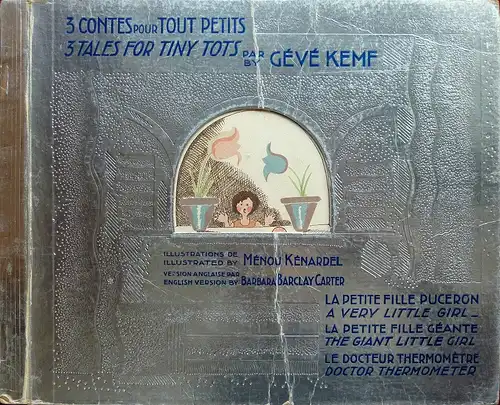 3 CONTES POUR TOUT PETITS
3 TALES FOR TINY TOTS PAR BY GÉVÉ KEMF
ILLUSTRATIONS DE
ILLUSTRATED BY MÉNOU KÉNARDEL
VERSION ANGLAISE PAR
ENGLISH VERSION BY BARBARA BARCLAY CARTER
LA PETITE FILLE PUCERON
A VERY LITTLE GIRL
LA PETITE FILLE GÉANTE
THE GIANT LITTLE GIRL
LE DOCTEUR THERMOMÈTRE
DOCTOR THERMOMETER